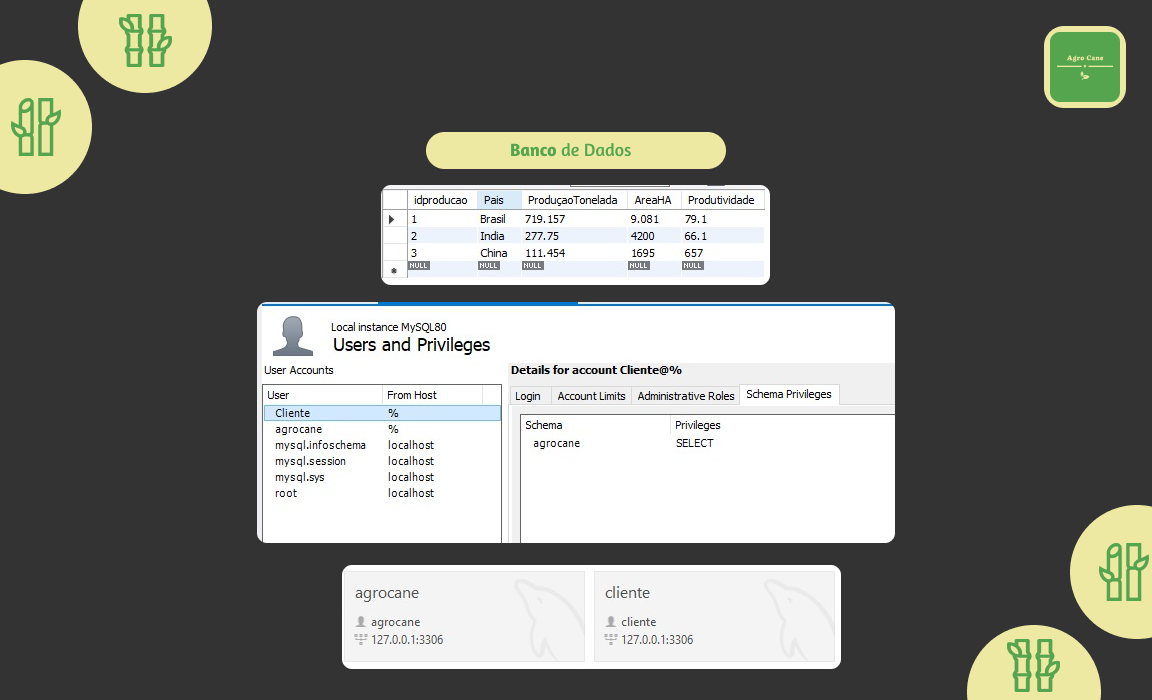 Agro Cane
Banco de Dados
idproducao Pais ProduçaoTonelada AreaHA Produtividade
1 Brasil 719.157 9.081 79.1
2 India 277.75 4200 66.1
3 China 111.454 1695 657
NULL NULL NULL NULL NULL
Local instance MySQL80
Users and Privileges
User Accounts
Details for account Cliente@%
User From Host
Cliente %
agrocane %
mysql.infoschema localhost
mysql.session localhost
mysql.sys localhost
root localhost
Login Account Limits Administrative Roles Schema Privileges
Schema Privileges
agrocane SELECT
agrocane
agrocane
127.0.0.1:3306
cliente
cliente
127.0.0.1:3306